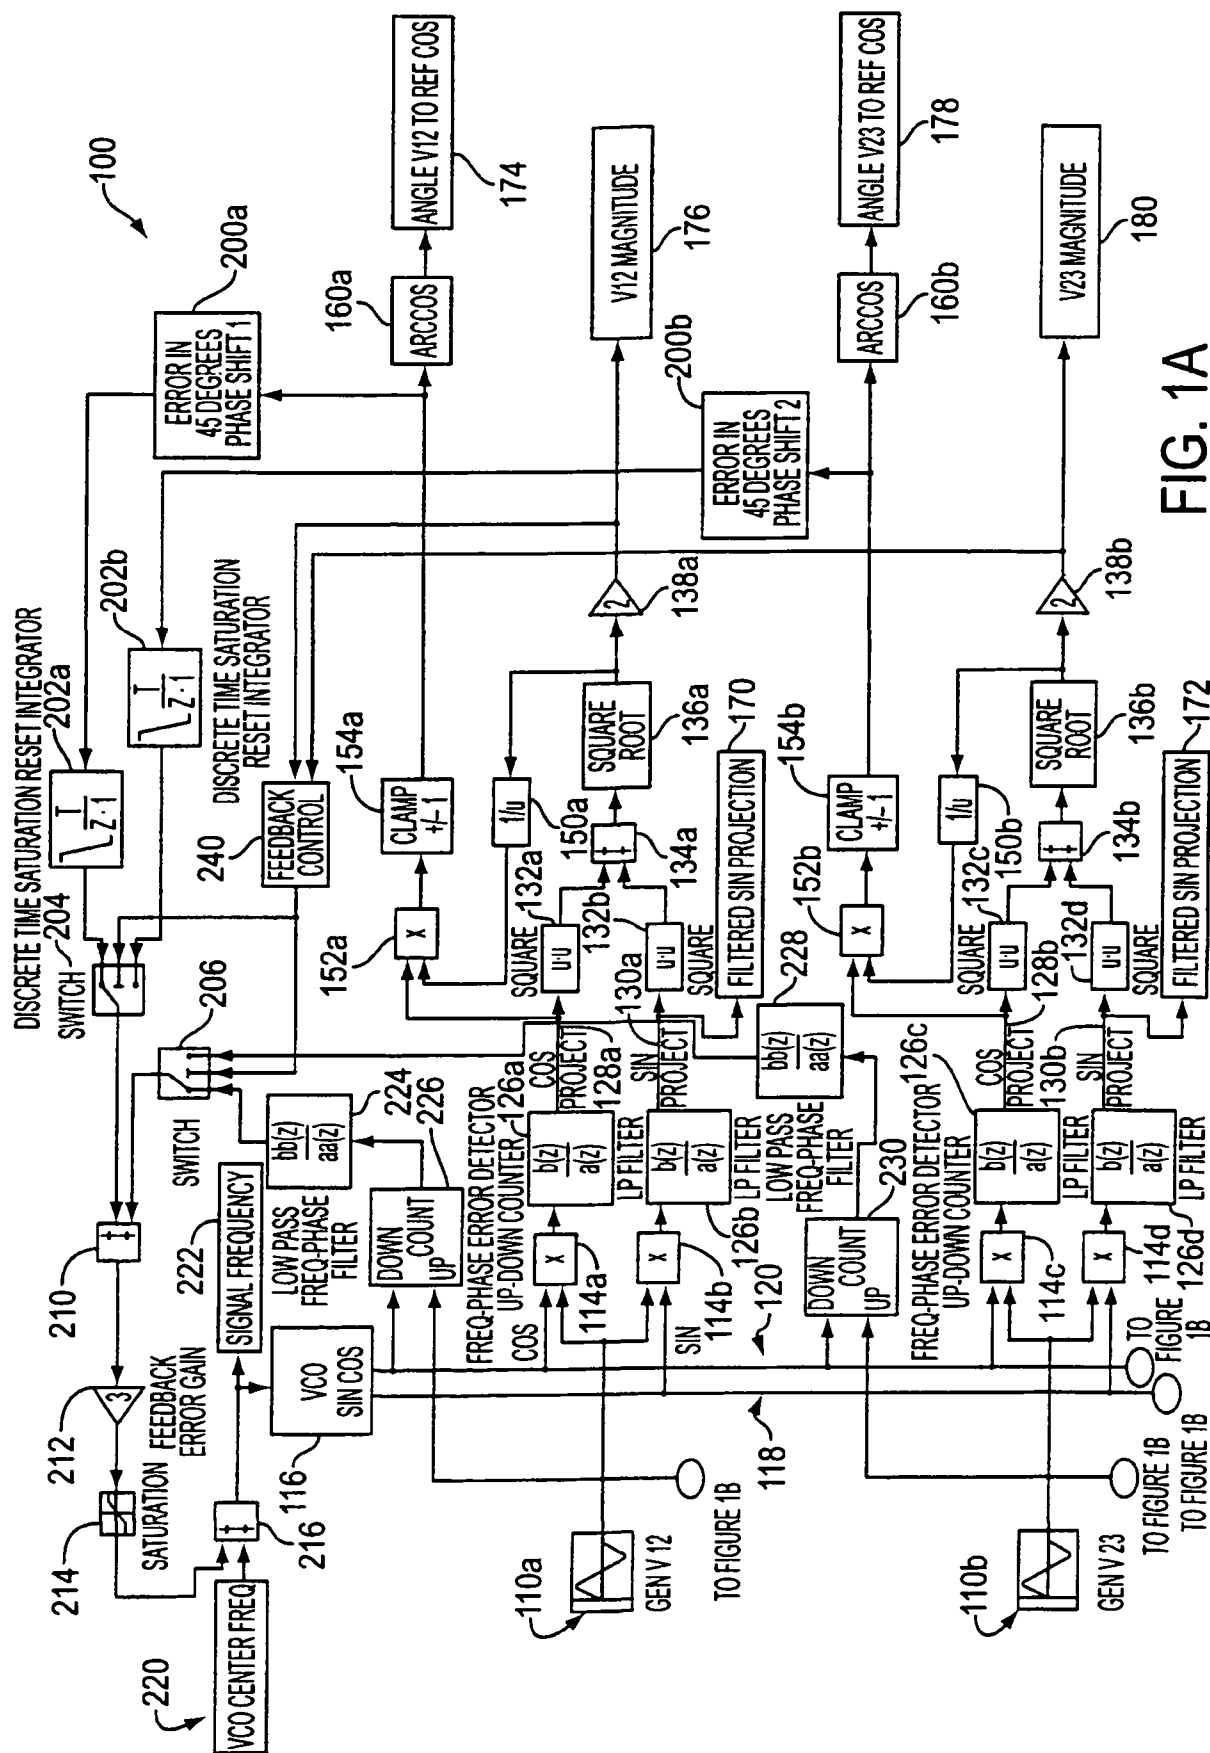 100
DISCRETE TIME SATURATION RESET INTEGRATOR
202a
T
Z·1
202b
T
Z·1
DISCRETE TIME SATURATION
RESET INTEGRATOR
ERROR IN
45 DEGREES
PHASE SHIFT 1
200a
SWITCH
204
206
SWITCH
210
212
3
FEEDBACK
ERROR GAIN
214
SATURATION
216
220
VCO CENTER FREQ
222
SIGNAL FREQUENCY
116
VCO
SIN COS
240
FEEDBACK
CONTROL
LOW PASS
FREQ-PHASE
FILTER
bb(z)
aa(z)
224
226
DOWN
COUNT
UP
FREQ-PHASE ERROR DETECTOR
UP-DOWN COUNTER
154a
CLAMP
+/- 1
160a
ARCCOS
ANGLE V12 TO REF COS
174
152a
X
1/u
150a
COS
X
114a
126a
b(z)
a(z)
LP FILTER
COS
PROJECT
128a
SQUARE
132a
u·u
134a
SQUARE
ROOT
136a
2
138a
V12 MAGNITUDE
176
SIN
X
114b
b(z)
a(z)
126b
LP FILTER
SIN
PROJECT
130a
132b
u·u
SQUARE
FILTERED SIN PROJECTION
170
110a
GEN V 12
TO FIGURE 1B
118
120
LOW PASS
FREQ-PHASE
FILTER
bb(z)
aa(z)
228
230
DOWN
COUNT
UP
FREQ-PHASE ERROR DETECTOR
UP-DOWN COUNTER
ERROR IN
45 DEGREES
PHASE SHIFT 2
200b
154b
CLAMP
+/- 1
160b
ARCCOS
ANGLE V23 TO REF COS
178
152b
X
1/u
150b
X
114c
126c
b(z)
a(z)
LP FILTER
COS
PROJECT
128b
SQUARE
132c
u·u
134b
SQUARE
ROOT
136b
2
138b
V23 MAGNITUDE
180
X
114d
b(z)
a(z)
126d
LP FILTER
SIN
PROJECT
130b
132d
u·u
SQUARE
FILTERED SIN PROJECTION
172
110b
GEN V 23
TO FIGURE 1B
TO FIGURE 1B
TO
FIGURE
1B
FIG. 1A